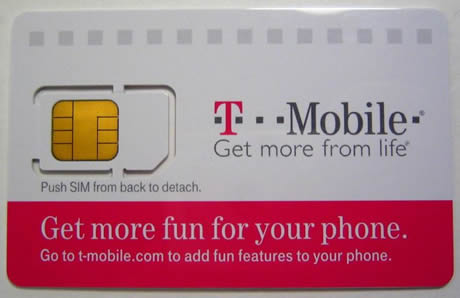 T · · · Mobile · ®
Get more from life®
Push SIM from back to detach.
Get more fun for your phone.
Go to t-mobile.com to add fun features to your phone.